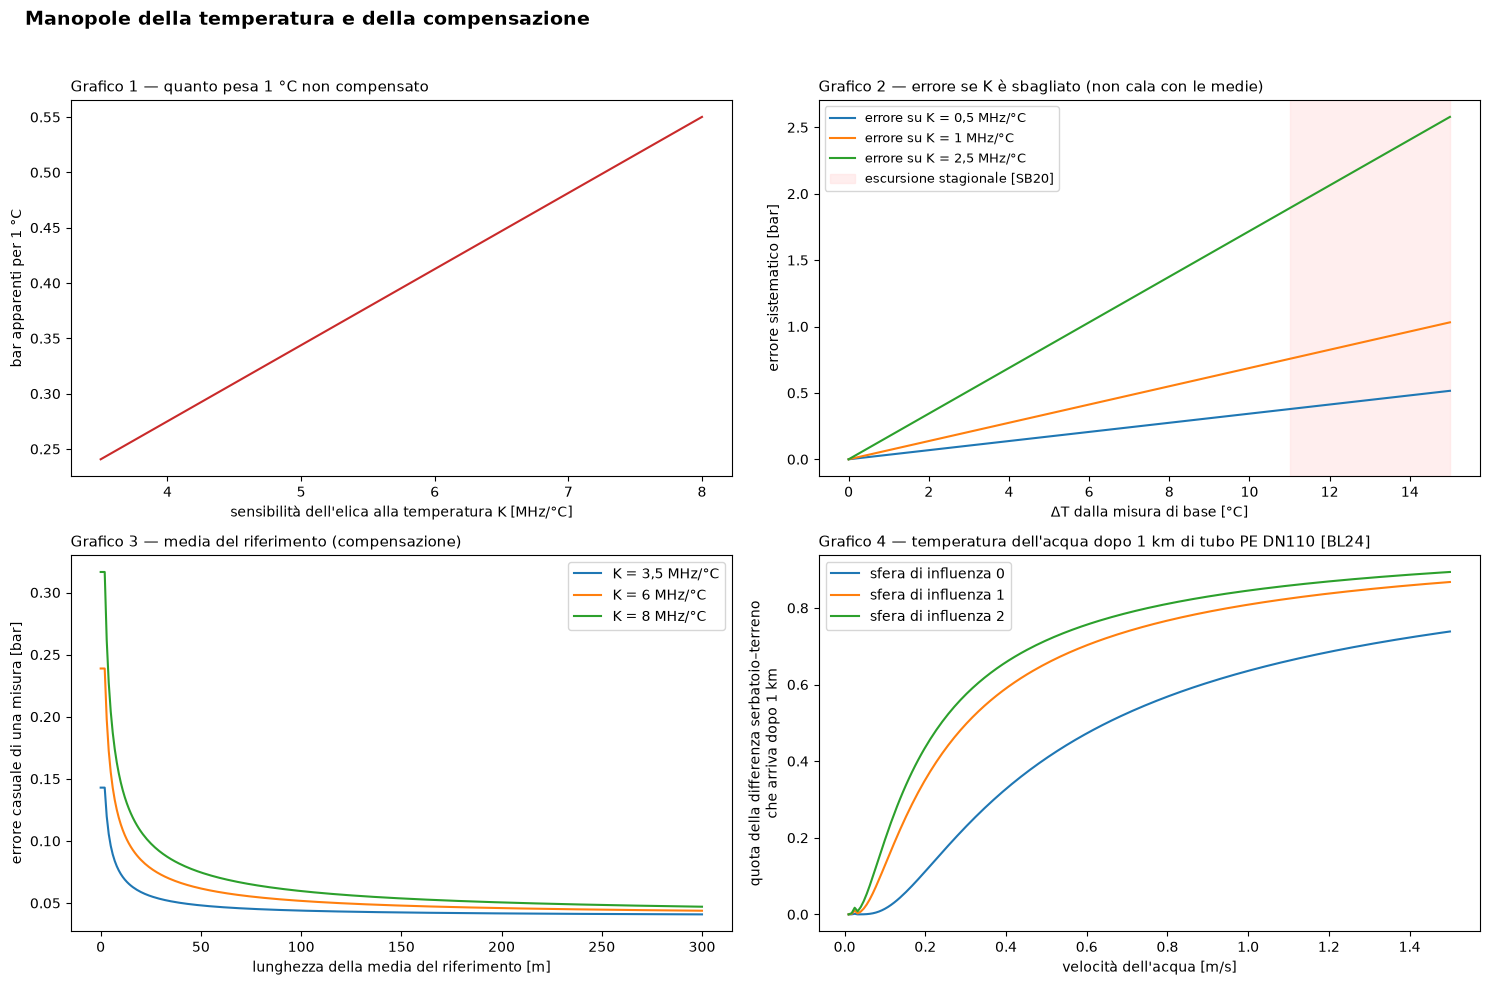 Manopole della temperatura e della compensazione
Grafico 1 — quanto pesa 1 °C non compensato
0.55
0.50
0.45
0.40
0.35
0.30
0.25
bar apparenti per 1 °C
4
5
6
7
8
sensibilità dell'elica alla temperatura K [MHz/°C]
Grafico 2 — errore se K è sbagliato (non cala con le medie)
errore su K = 0,5 MHz/°C
errore su K = 1 MHz/°C
errore su K = 2,5 MHz/°C
escursione stagionale [SB20]
2.5
2.0
1.5
1.0
0.5
0.0
errore sistematico [bar]
0
2
4
6
8
10
12
14
ΔT dalla misura di base [°C]
Grafico 3 — media del riferimento (compensazione)
K = 3,5 MHz/°C
K = 6 MHz/°C
K = 8 MHz/°C
0.30
0.25
0.20
0.15
0.10
0.05
errore casuale di una misura [bar]
0
50
100
150
200
250
300
lunghezza della media del riferimento [m]
Grafico 4 — temperatura dell'acqua dopo 1 km di tubo PE DN110 [BL24]
sfera di influenza 0
sfera di influenza 1
sfera di influenza 2
0.8
0.6
0.4
0.2
0.0
quota della differenza serbatoio–terreno
che arriva dopo 1 km
0.0
0.2
0.4
0.6
0.8
1.0
1.2
1.4
velocità dell'acqua [m/s]